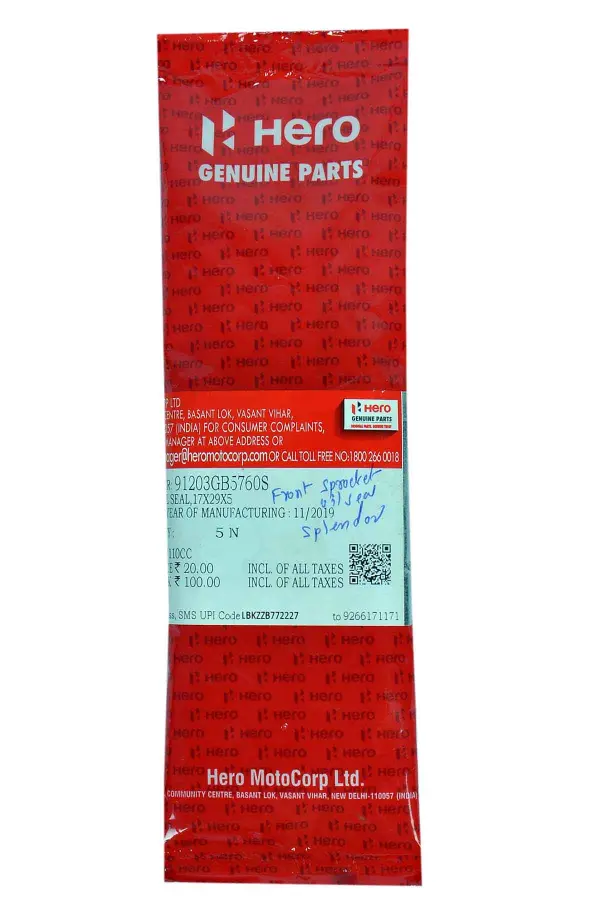 Hero
GENUINE PARTS
P LTD
ENTRE, BASANT LOK, VASANT VIHAR,
057 (INDIA) FOR CONSUMER COMPLAINTS,
MANAGER AT ABOVE ADDRESS OR
ager@heromotocorp.com OR CALL TOLL FREE NO:1800 266 0018
Hero
GENUINE PARTS
R: 91203GB5760S
L SEAL,17X29X5
YEAR OF MANUFACTURING : 11/2019
Front sprocket
oil seal
splendor
Y: 5 N
110CC
E ₹ 20.00 INCL. OF ALL TAXES
₹ 100.00 INCL. OF ALL TAXES
ss, SMS UPI Code LBKZZB772227 to 9266171171
Hero MotoCorp Ltd.
COMMUNITY CENTRE, BASANT LOK, VASANT VIHAR, NEW DELHI-110057 (INDIA)